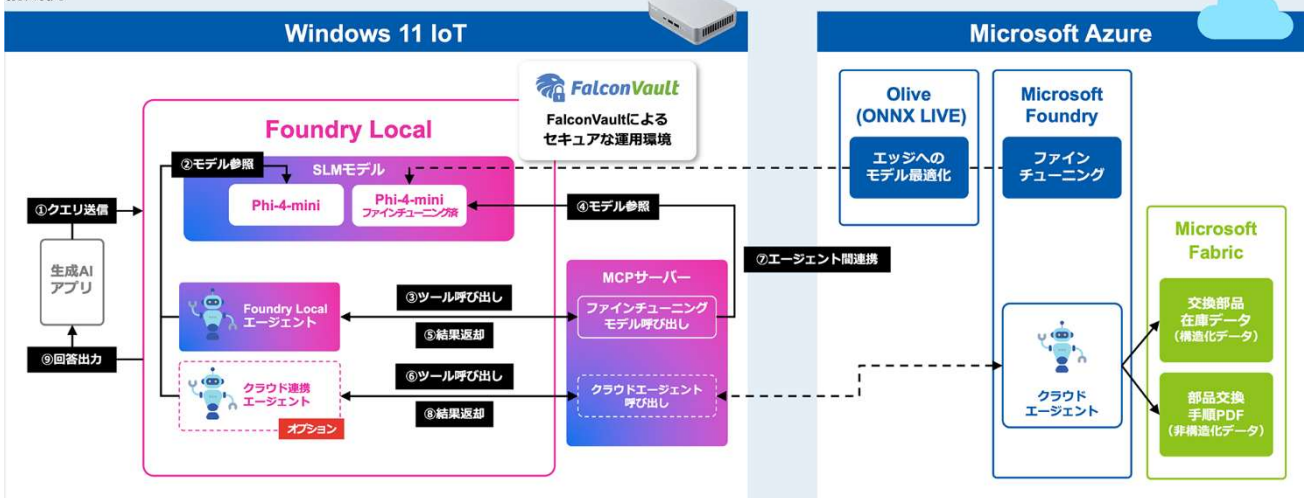 Windows 11 IoT
Microsoft Azure
FalconVault
FalconVaultによる
セキュアな運用環境
Foundry Local
②モデル参照
SLMモデル
Phi-4-mini
Phi-4-mini
ファインチューニング済
①クエリ送信
④モデル参照
生成AI
アプリ
⑨回答出力
Foundry Local
エージェント
③ツール呼び出し
⑤結果返却
クラウド連携
エージェント
オプション
⑥ツール呼び出し
⑧結果返却
MCPサーバー
ファインチューニング
モデル呼び出し
クラウドエージェント
呼び出し
⑦エージェント間連携
Olive
(ONNX LIVE)
エッジへの
モデル最適化
Microsoft
Foundry
ファイン
チューニング
クラウド
エージェント
Microsoft
Fabric
交換部品
在庫データ
(構造化データ)
部品交換
手順PDF
(非構造化データ)